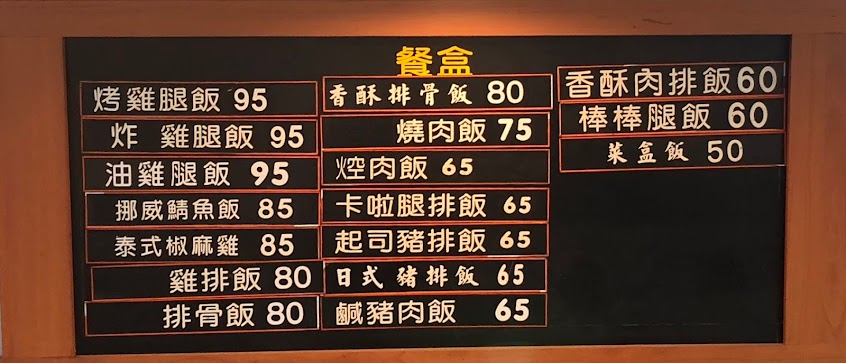 餐盒
烤雞腿飯 95
炸 雞腿飯 95
油雞腿飯 95
挪威鯖魚飯 85
泰式椒麻雞 85
雞排飯 80
排骨飯 80
香酥排骨飯 80
燒肉飯 75
焢肉飯 65
卡啦腿排飯 65
起司豬排飯 65
日式豬排飯 65
鹹豬肉飯 65
香酥肉排飯 60
棒棒腿飯 60
菜盒飯 50